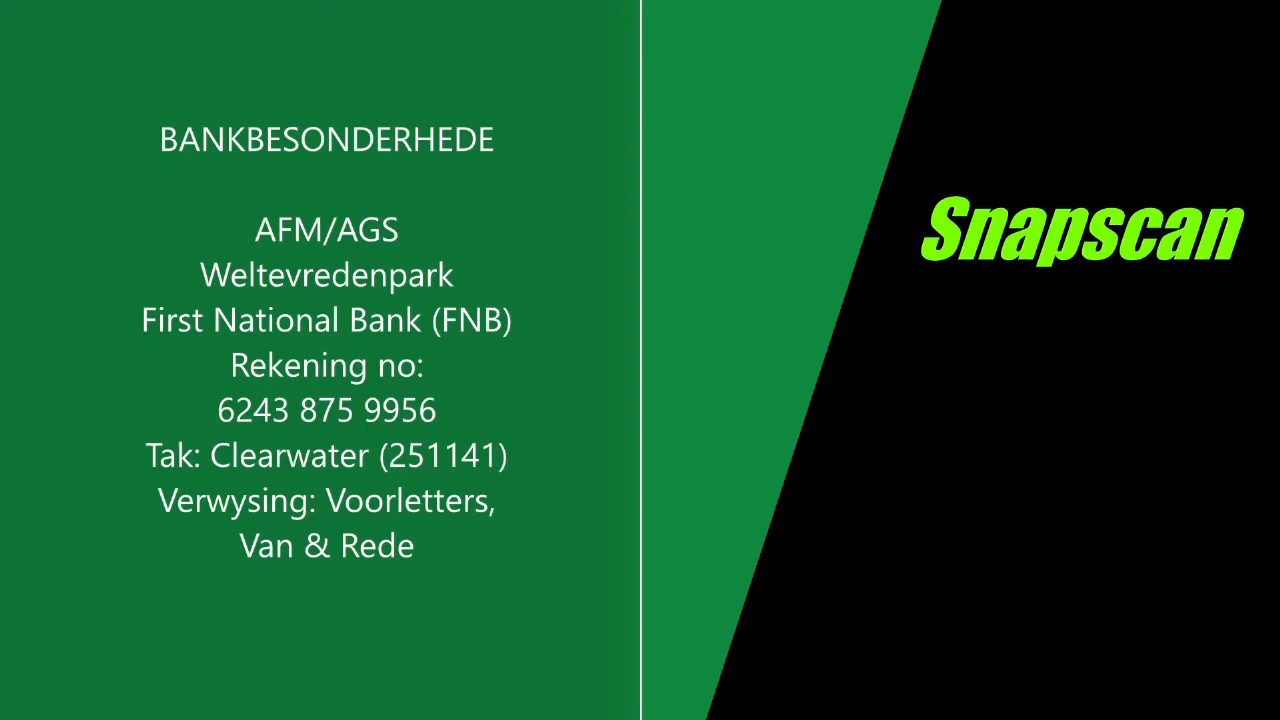 BANKBESONDERHEDE
AFM/AGS
Weltevredenpark
First National Bank (FNB)
Rekening no:
6243 875 9956
Tak: Clearwater (251141)
Verwysing: Voorletters,
Van & Rede
Snapscan